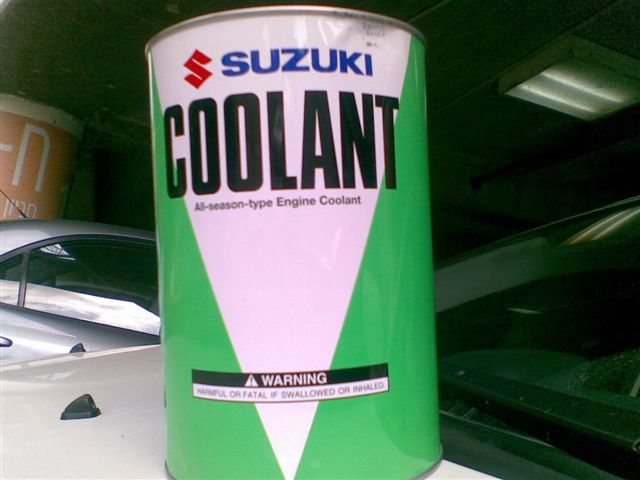 SUZUKI
COOLANT
All-season-type Engine Coolant
WARNING
HARMFUL OR FATAL IF SWALLOWED OR INHALED.